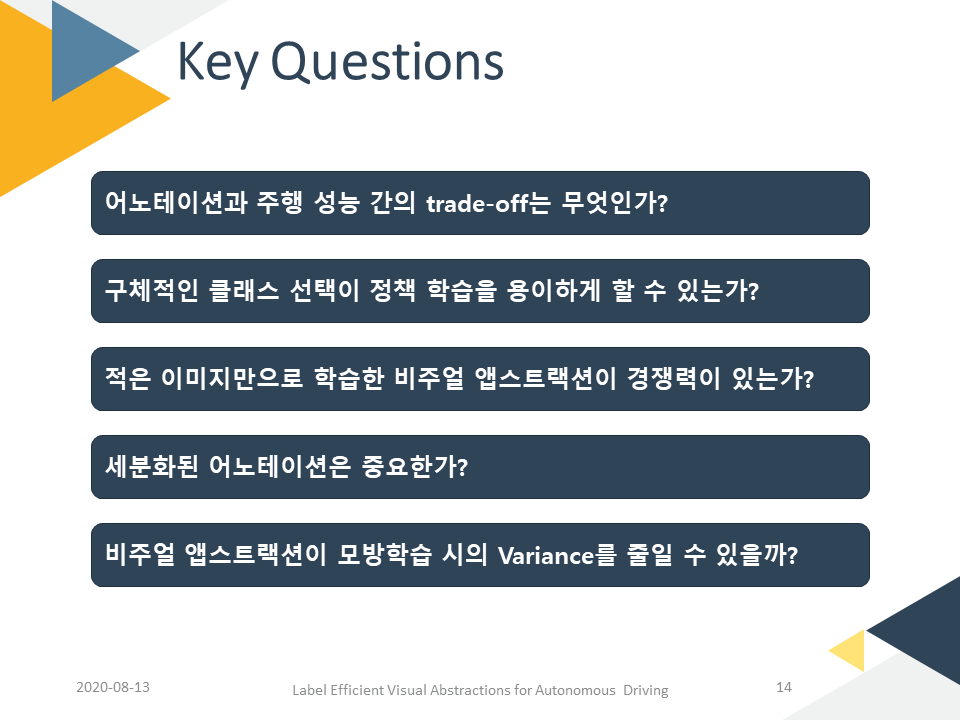 Key Questions
어노테이션과 주행 성능 간의 trade-off는 무엇인가?
구체적인 클래스 선택이 정책 학습을 용이하게 할 수 있는가?
적은 이미지만으로 학습한 비주얼 앱스트랙션이 경쟁력이 있는가?
세분화된 어노테이션은 중요한가?
비주얼 앱스트랙션이 모방학습 시의 Variance를 줄일 수 있을까?
2020-08-13
Label Efficient Visual Abstractions for Autonomous Driving
14